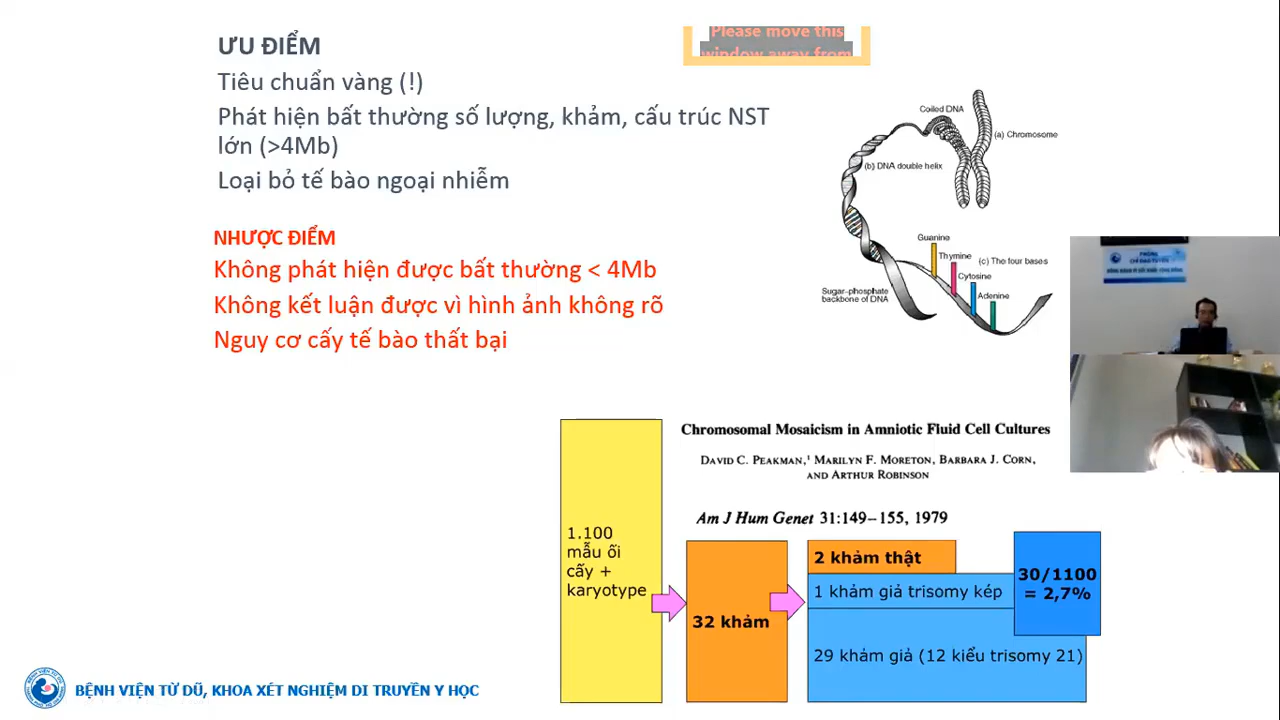 ƯU ĐIỂM
Tiêu chuẩn vàng (!)
Phát hiện bất thường số lượng, khảm, cấu trúc NST
lớn (>4Mb)
Loại bỏ tế bào ngoại nhiễm
NHƯỢC ĐIỂM
Không phát hiện được bất thường < 4Mb
Không kết luận được vì hình ảnh không rõ
Nguy cơ cấy tế bào thất bại
Please move this
window away from
Coiled DNA
(a) Chromosome
(b) DNA double helix
Guanine
Thymine
(c) The four bases
Cytosine
Adenine
Sugar-phosphate
backbone of DNA
PHÒNG
CHỈ ĐẠO TUYẾN
Chromosomal Mosaicism in Amniotic Fluid Cell Cultures
DAVID C. PEAKMAN,¹ MARILYN F. MORETON, BARBARA J. CORN,
AND ARTHUR ROBINSON
Am J Hum Genet 31:149–155, 1979
1.100
mẫu ối
cấy +
karyotype
32 khảm
2 khảm thật
1 khảm giả trisomy kép
29 khảm giả (12 kiểu trisomy 21)
30/1100
= 2,7%
BỆNH VIỆN TỪ DŨ, KHOA XÉT NGHIỆM DI TRUYỀN Y HỌC